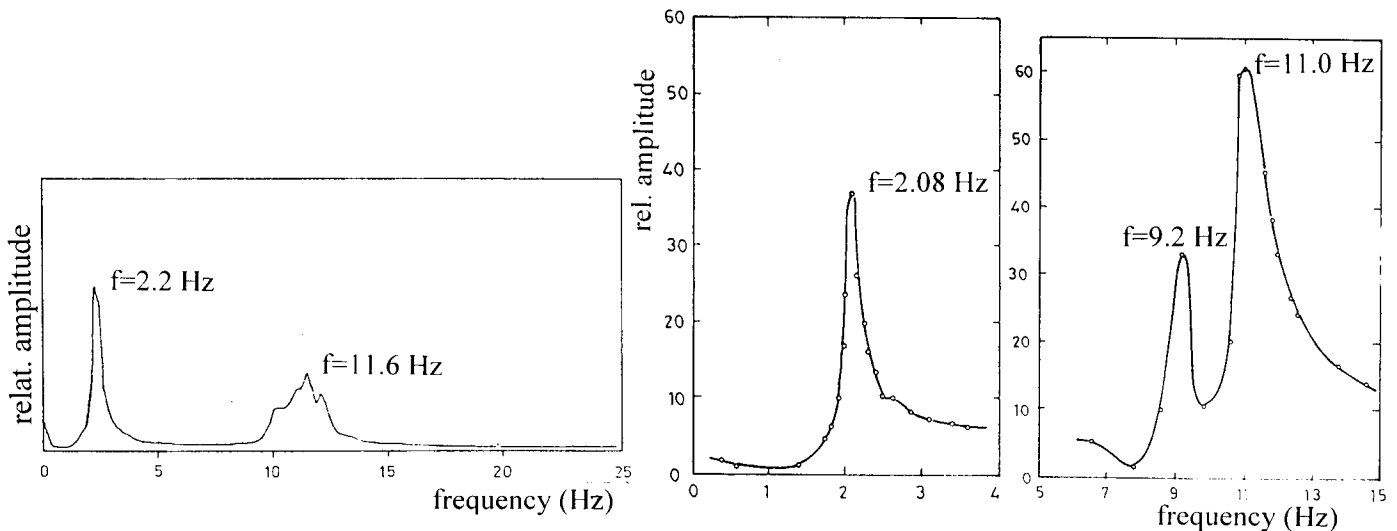 relat. amplitude
f=2.2 Hz
f=11.6 Hz
0 5 10 15 20 25
frequency (Hz)
rel. amplitude
60
50
40
30
20
10
0
f=2.08 Hz
0 1 2 3 4
60
50
40
30
20
10
0
f=11.0 Hz
f=9.2 Hz
5 7 9 11 13 15
frequency (Hz)